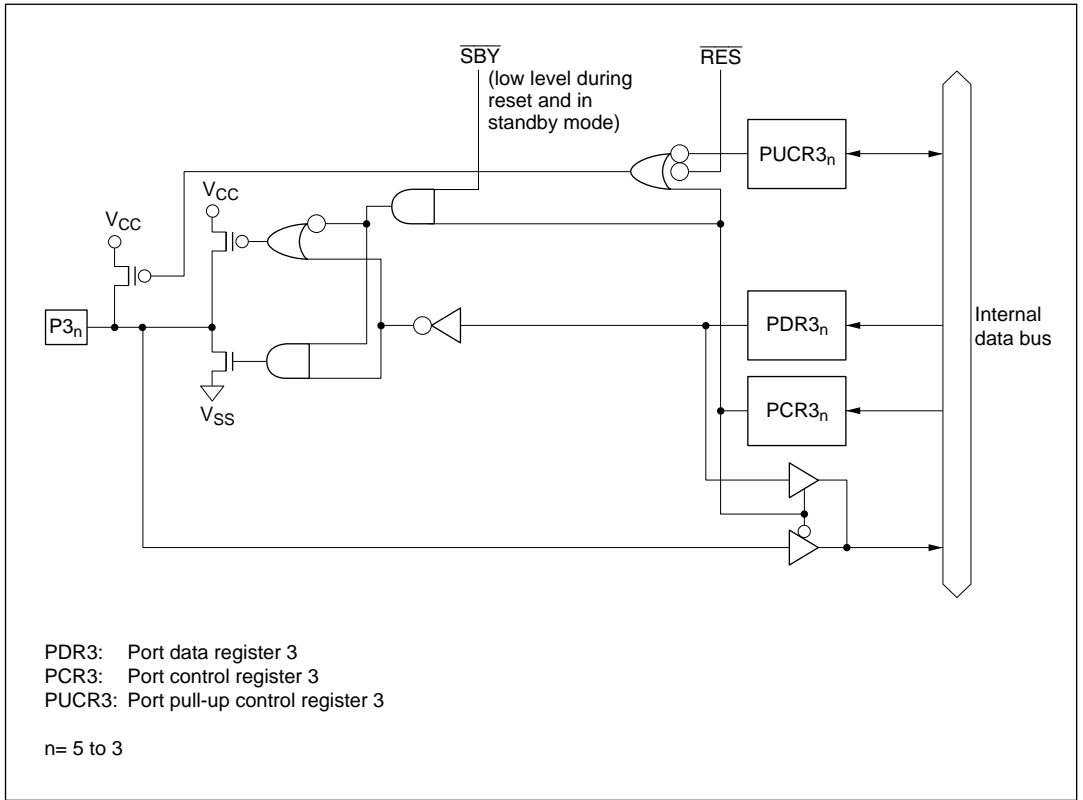 SBY
(low level during
reset and in
standby mode)
RES
PUCR3n
VCC
VCC
P3n
PDR3n
Internal
data bus
PCR3n
VSS
PDR3: Port data register 3
PCR3: Port control register 3
PUCR3: Port pull-up control register 3
n= 5 to 3